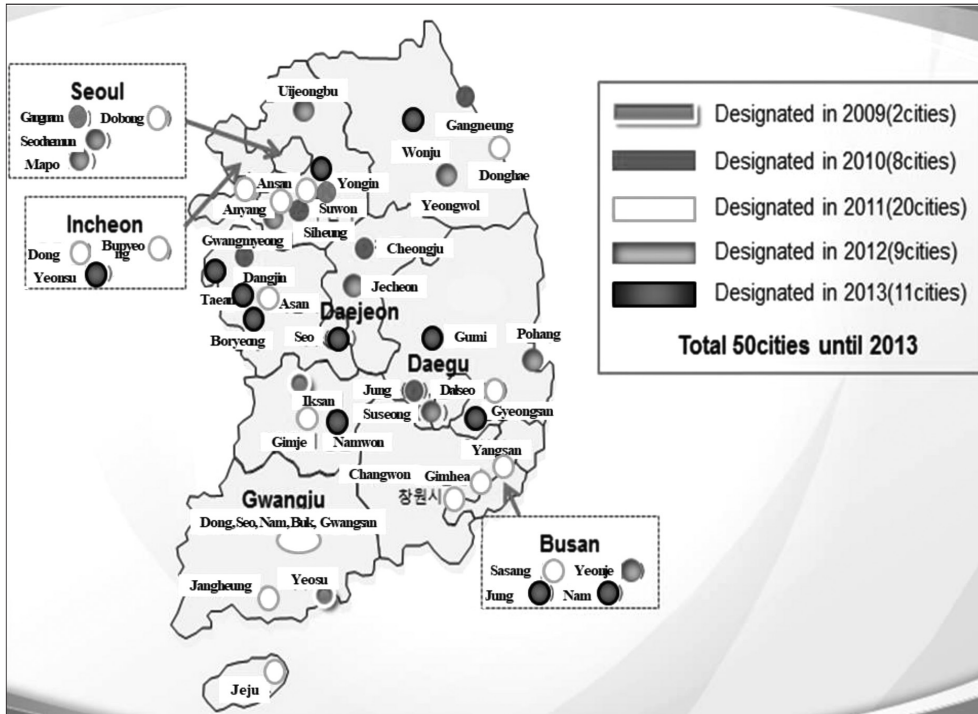 Seoul
Gangnam Dobong
Seodaemun
Mapo
Incheon
Dong Bupyeo
ng
Yeonsu
Uijeongbu
Gangneung
Wonju
Donghae
Yeongwol
Ansan
Yongin
Anyang
Suwon
Siheung
Gwangmyeong
Cheongju
Dangjin
Jecheon
Taean
Asan
Daejeon
Boryeong
Seo
Gumi
Pohang
Daegu
Jung Dalseo
Suseong
Gyeongsan
Iksan
Gimje Namwon
Yangsan
Changwon Gimhea
창원시
Gwangju
Dong,Seo,Nam,Buk, Gwangsan
Jangheung
Yeosu
Jeju
Busan
Sasang Yeonje
Jung Nam
Designated in 2009(2cities)
Designated in 2010(8cities)
Designated in 2011(20cities)
Designated in 2012(9cities)
Designated in 2013(11cities)
Total 50cities until 2013